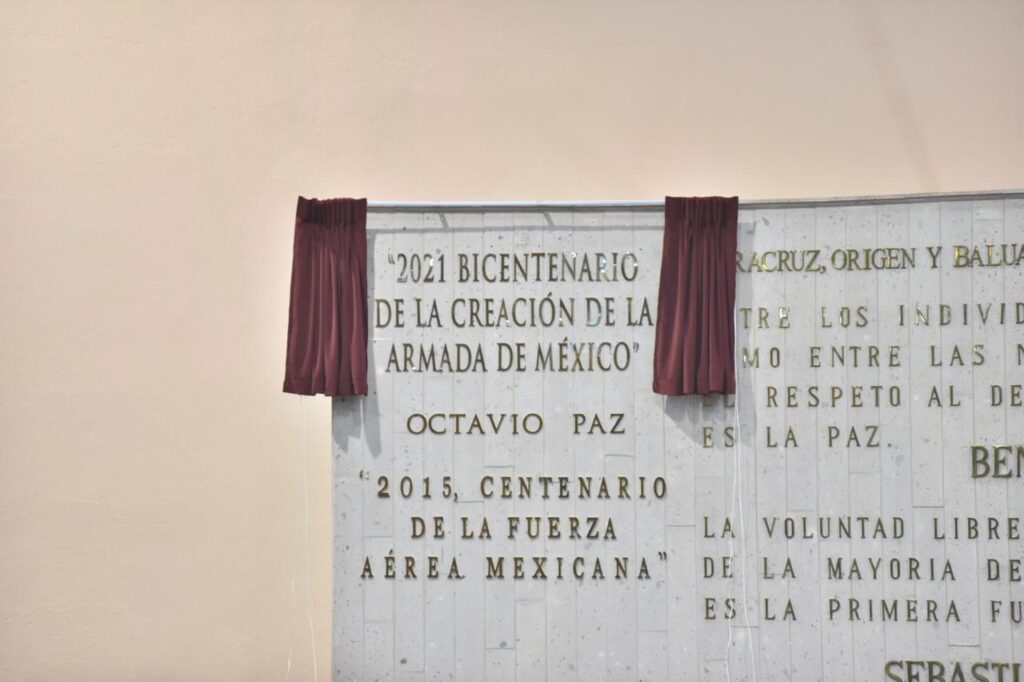 "2021 BICENTENARIO
DE LA CREACIÓN DE LA
ARMADA DE MÉXICO"
OCTAVIO PAZ
"2015, CENTENARIO
DE LA FUERZA
AÉREA MEXICANA"
ORIGEN Y
LOS
ENTRE LAS
RESPETO AL
ES LA PAZ.
LA VOLUNTAD LIBRE
DE LA MAYORIA
ES LA PRIMERA